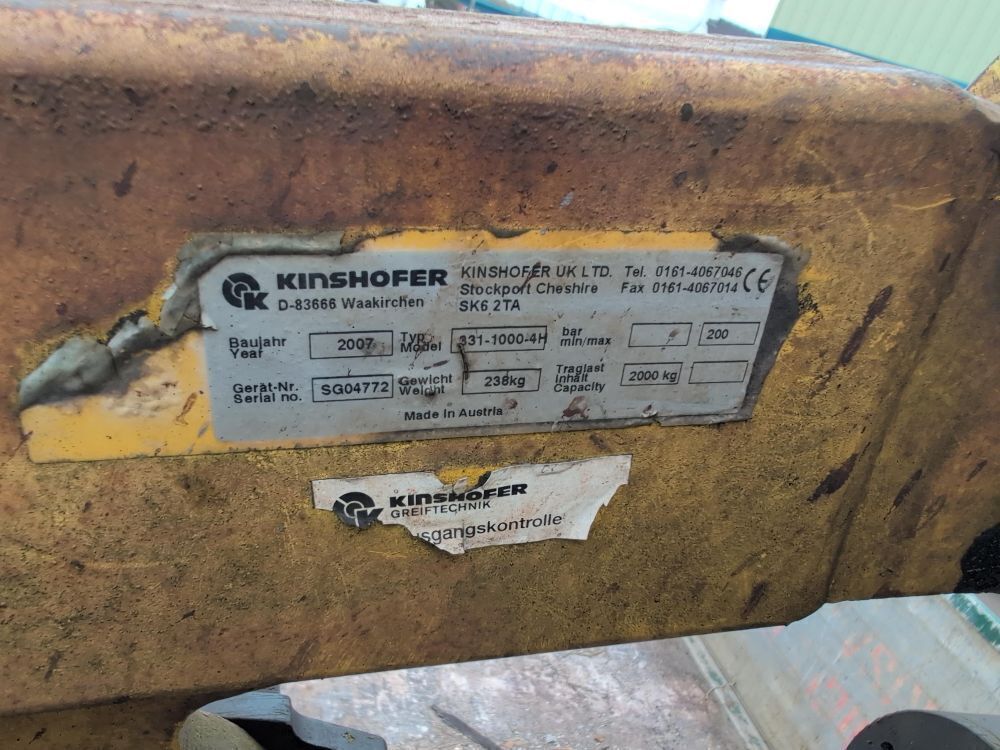 KINSHOFER
D-83666 Waakirchen
KINSHOFER UK LTD. Tel. 0161-4067046
Stockport Cheshire Fax 0161-4067014
SK6 2TA
CE
Baujahr
Year
2007
Typ
Model
331-1000-4H
bar
min/max
200
Gerät-Nr.
Serial no.
SG04772
Gewicht
Weight
238kg
Traglast
Inhalt
Capacity
2000 kg
Made in Austria
KINSHOFER
GREIFTECHNIK
usgangskontrolle